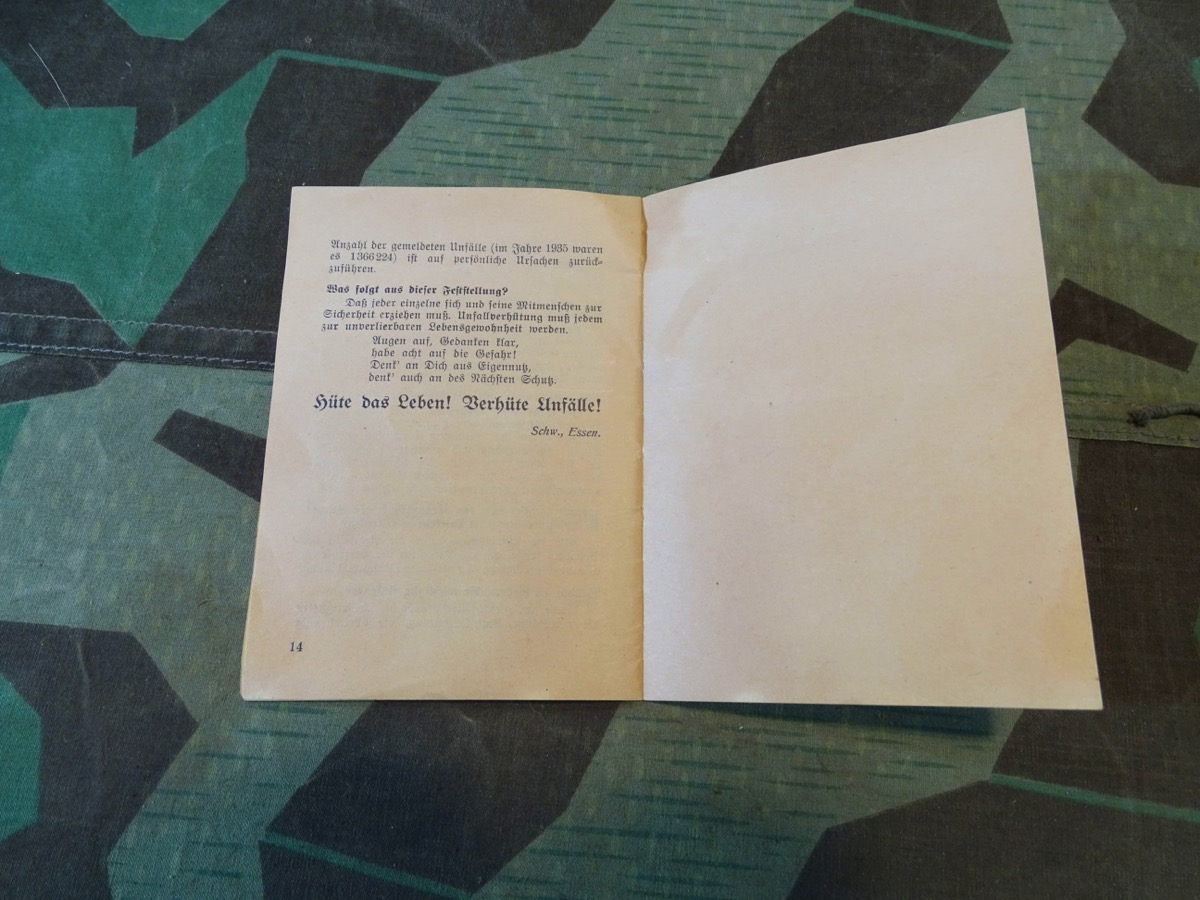 Anzahl der gemeldeten Unfälle (im Jahre 1935 waren
es 1366224) ist auf persönliche Ursachen zurück-
zuführen.
Was folgt aus dieser Feststellung?
Daß jeder einzelne sich und seine Mitmenschen zur
Sicherheit erziehen muß. Unfallverhütung muß jedem
zur unverlierbaren Lebensgewohnheit werden.
Augen auf, Gedanken klar,
habe acht auf die Gefahr!
Denk' an Dich aus Eigennutz,
denk' auch an des Nächsten Schutz.
Hüte das Leben! Verhüte Unfälle!
Schw., Essen.
14